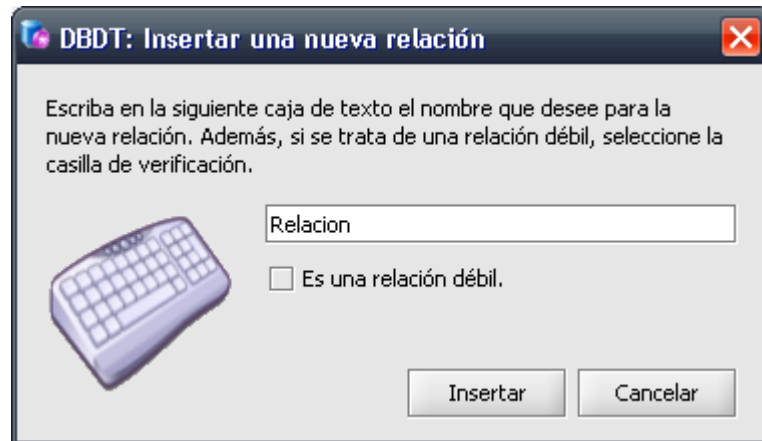 DBDT: Insertar una nueva relación
Escriba en la siguiente caja de texto el nombre que desee para la
nueva relación. Además, si se trata de una relación débil, seleccione la
casilla de verificación.
Relacion
Es una relación débil.
Insertar
Cancelar